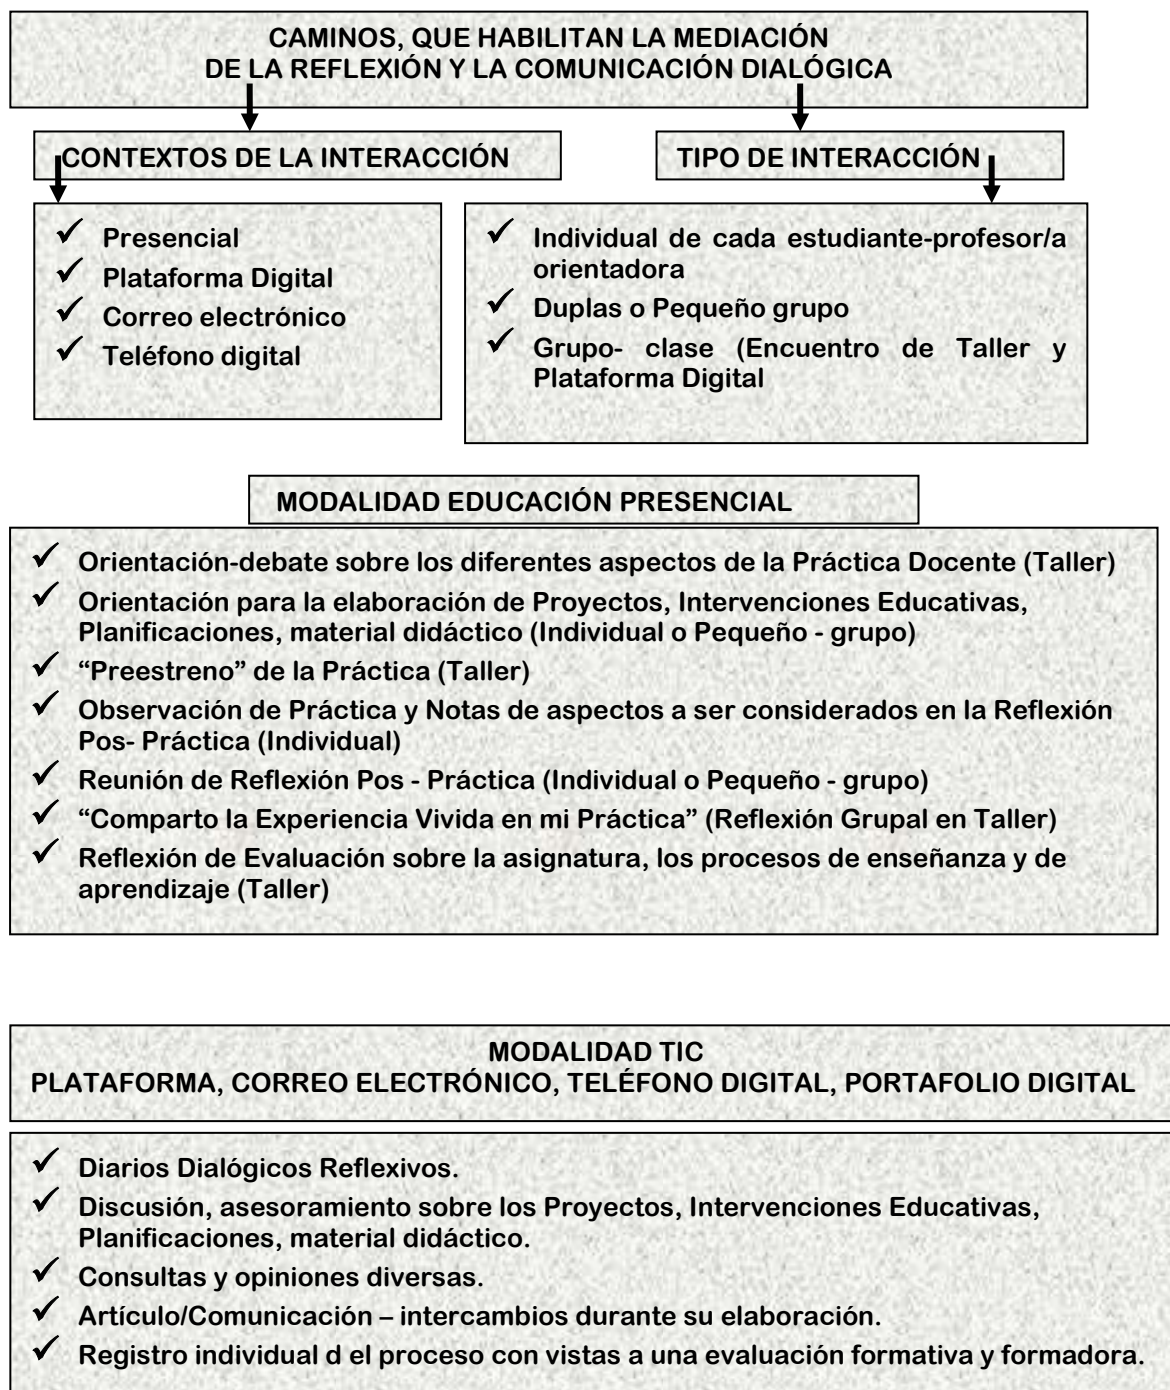 CAMINOS, QUE HABILITAN LA MEDIACIÓN
DE LA REFLEXIÓN Y LA COMUNICACIÓN DIALÓGICA
CONTEXTOS DE LA INTERACCIÓN
TIPO DE INTERACCIÓN
✓ Presencial
✓ Plataforma Digital
✓ Correo electrónico
✓ Teléfono digital
✓ Individual de cada estudiante-profesor/a
orientadora
✓ Duplas o Pequeño grupo
✓ Grupo- clase (Encuentro de Taller y
Plataforma Digital
MODALIDAD EDUCACIÓN PRESENCIAL
✓ Orientación-debate sobre los diferentes aspectos de la Práctica Docente (Taller)
✓ Orientación para la elaboración de Proyectos, Intervenciones Educativas,
Planificaciones, material didáctico (Individual o Pequeño - grupo)
✓ “Preestreno” de la Práctica (Taller)
✓ Observación de Práctica y Notas de aspectos a ser considerados en la Reflexión
Pos- Práctica (Individual)
✓ Reunión de Reflexión Pos - Práctica (Individual o Pequeño - grupo)
✓ “Comparto la Experiencia Vivida en mi Práctica” (Reflexión Grupal en Taller)
✓ Reflexión de Evaluación sobre la asignatura, los procesos de enseñanza y de
aprendizaje (Taller)
MODALIDAD TIC
PLATAFORMA, CORREO ELECTRÓNICO, TELÉFONO DIGITAL, PORTAFOLIO DIGITAL
✓ Diarios Dialógicos Reflexivos.
✓ Discusión, asesoramiento sobre los Proyectos, Intervenciones Educativas,
Planificaciones, material didáctico.
✓ Consultas y opiniones diversas.
✓ Artículo/Comunicación – intercambios durante su elaboración.
✓ Registro individual d el proceso con vistas a una evaluación formativa y formadora.